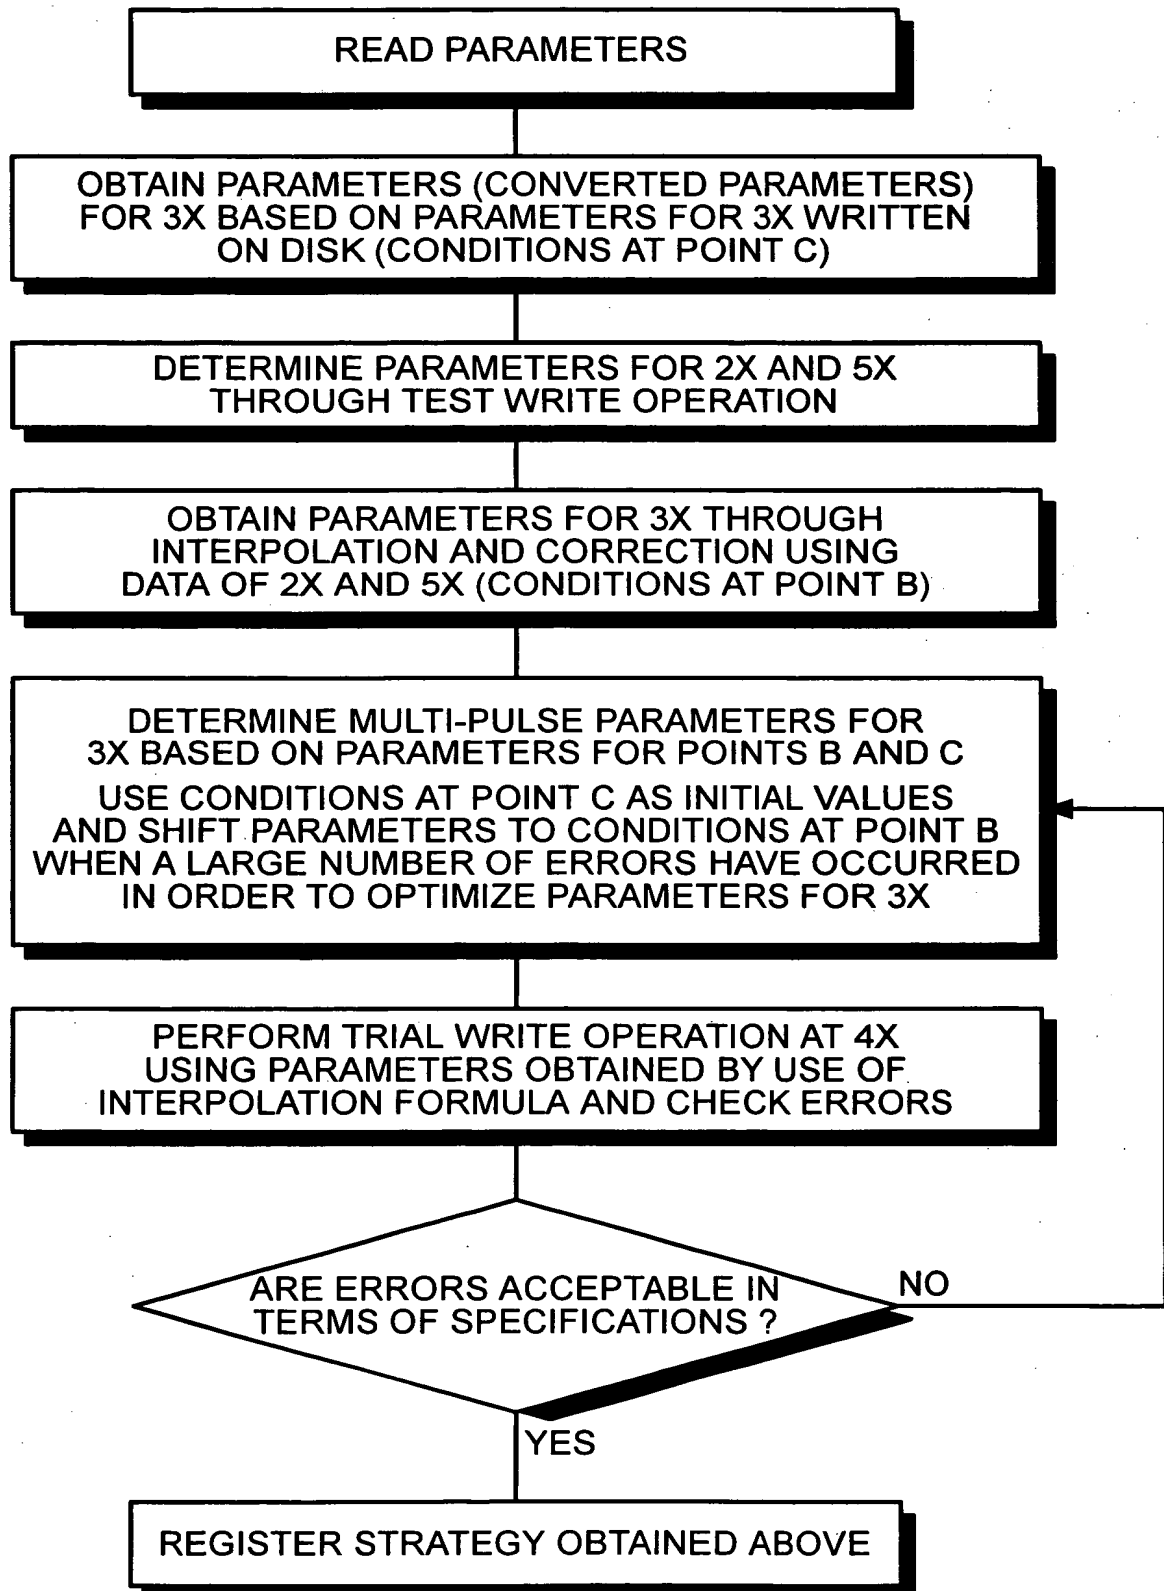 READ PARAMETERS
OBTAIN PARAMETERS (CONVERTED PARAMETERS)
FOR 3X BASED ON PARAMETERS FOR 3X WRITTEN
ON DISK (CONDITIONS AT POINT C)
DETERMINE PARAMETERS FOR 2X AND 5X
THROUGH TEST WRITE OPERATION
OBTAIN PARAMETERS FOR 3X THROUGH
INTERPOLATION AND CORRECTION USING
DATA OF 2X AND 5X (CONDITIONS AT POINT B)
DETERMINE MULTI-PULSE PARAMETERS FOR
3X BASED ON PARAMETERS FOR POINTS B AND C
USE CONDITIONS AT POINT C AS INITIAL VALUES
AND SHIFT PARAMETERS TO CONDITIONS AT POINT B
WHEN A LARGE NUMBER OF ERRORS HAVE OCCURRED
IN ORDER TO OPTIMIZE PARAMETERS FOR 3X
PERFORM TRIAL WRITE OPERATION AT 4X
USING PARAMETERS OBTAINED BY USE OF
INTERPOLATION FORMULA AND CHECK ERRORS
ARE ERRORS ACCEPTABLE IN
TERMS OF SPECIFICATIONS ?
NO
YES
REGISTER STRATEGY OBTAINED ABOVE